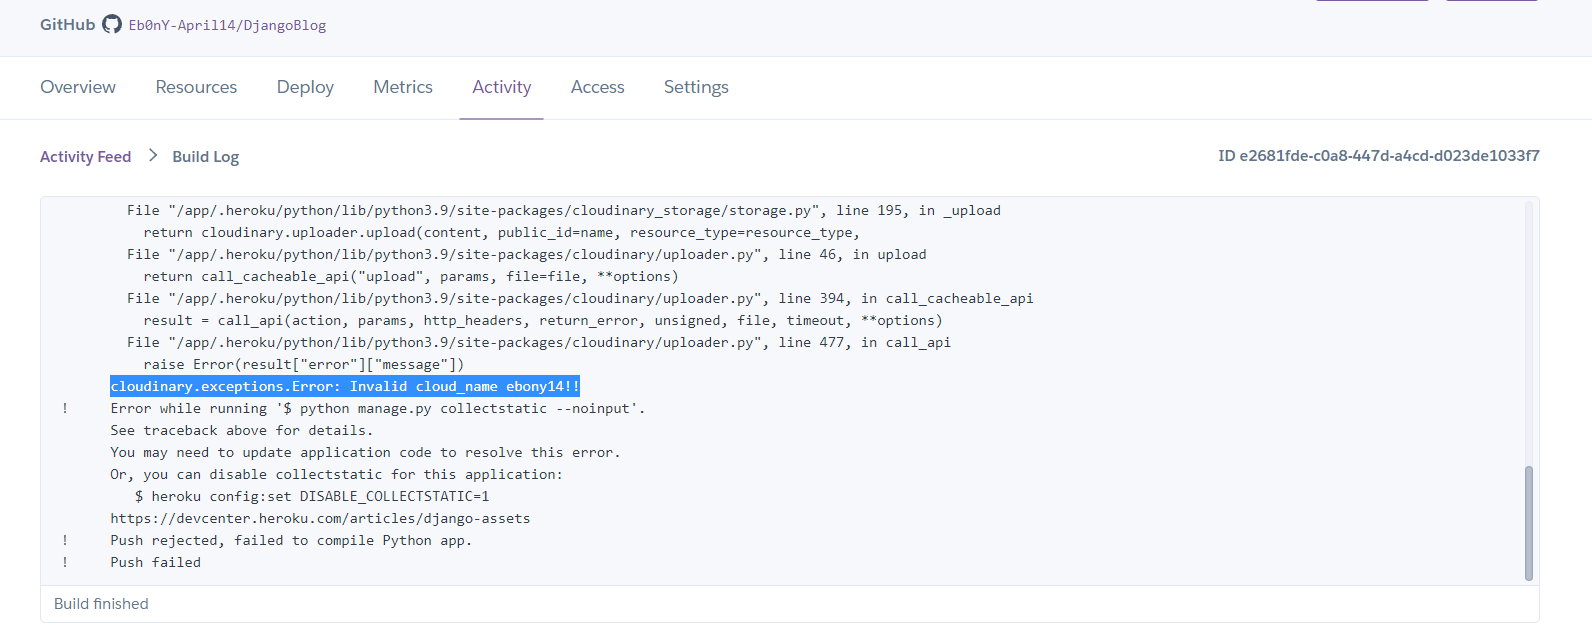 GitHub Eb0nY-April14/DjangoBlog
Overview Resources Deploy Metrics Activity Access Settings
Activity Feed > Build Log ID e2681fde-c0a8-447d-a4cd-d023de1033f7
File "/app/.heroku/python/lib/python3.9/site-packages/cloudinary_storage/storage.py", line 195, in _upload
return cloudinary.uploader.upload(content, public_id=name, resource_type=resource_type,
File "/app/.heroku/python/lib/python3.9/site-packages/cloudinary/uploader.py", line 46, in upload
return call_cacheable_api("upload", params, file=file, **options)
File "/app/.heroku/python/lib/python3.9/site-packages/cloudinary/uploader.py", line 394, in call_cacheable_api
result = call_api(action, params, http_headers, return_error, unsigned, file, timeout, **options)
File "/app/.heroku/python/lib/python3.9/site-packages/cloudinary/uploader.py", line 477, in call_api
raise Error(result["error"]["message"])
cloudinary.exceptions.Error: Invalid cloud_name ebony14!!
! Error while running '$ python manage.py collectstatic --noinput'.
See traceback above for details.
You may need to update application code to resolve this error.
Or, you can disable collectstatic for this application:
$ heroku config:set DISABLE_COLLECTSTATIC=1
https://devcenter.heroku.com/articles/django-assets
! Push rejected, failed to compile Python app.
! Push failed
Build finished